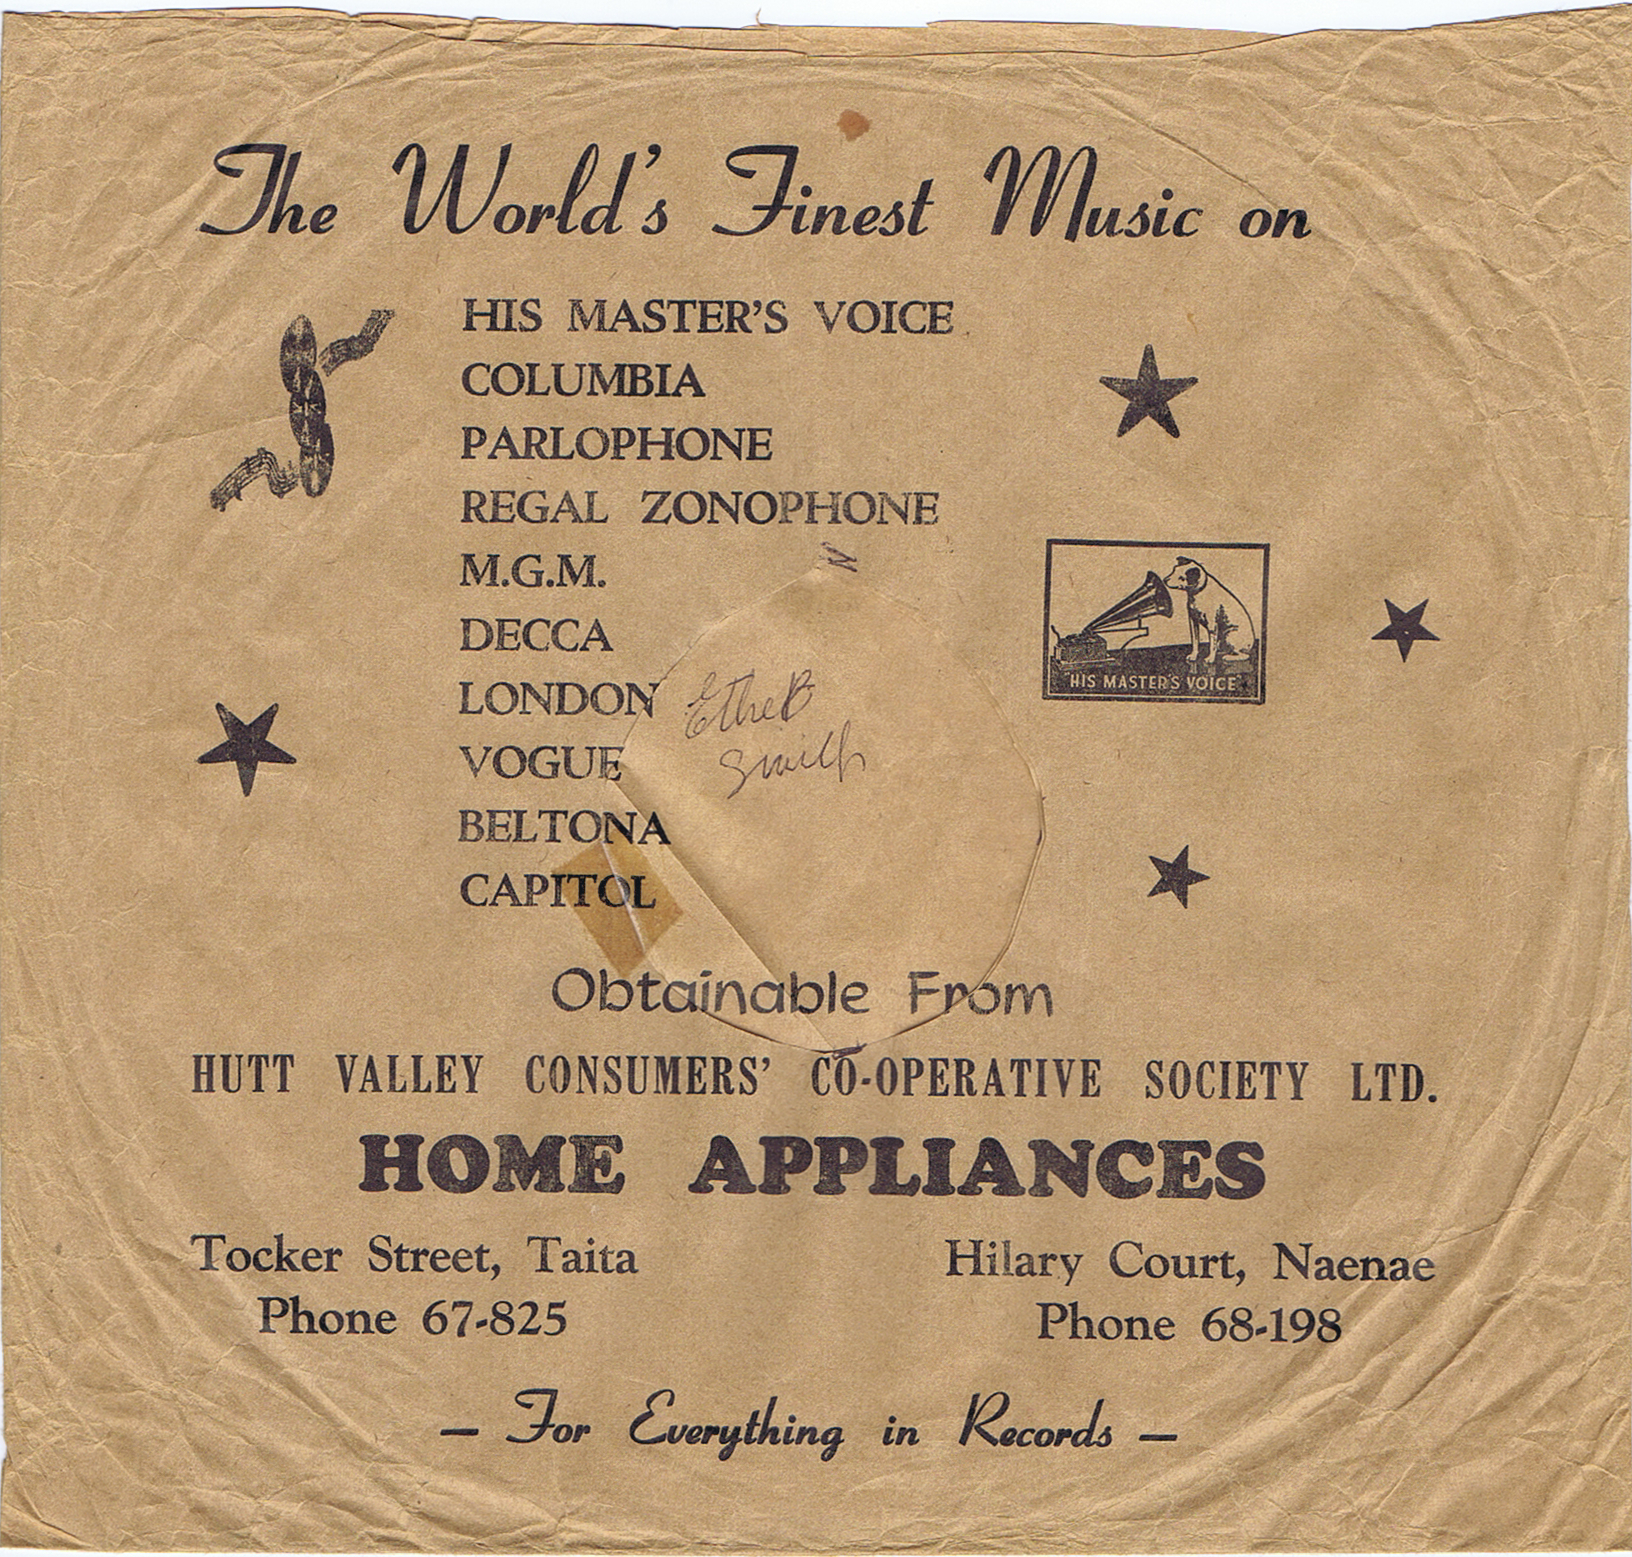 The World's Finest Music on
HIS MASTER'S VOICE
COLUMBIA
PARLOPHONE
REGAL ZONOPHONE
M.G.M.
DECCA
LONDON
VOGUE
BELTONA
CAPITOL
"HIS MASTER'S VOICE"
Smith
Obtainable From
HUTT VALLEY CONSUMERS' CO-OPERATIVE SOCIETY LTD.
HOME APPLIANCES
Tocker Street, Taita
Phone 67-825
Hilary Court, Naenae
Phone 68-198
— For Everything in Records —